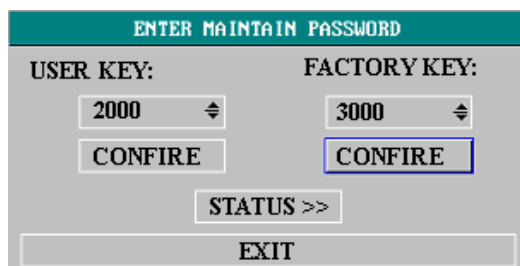 ENTER MAINTAIN PASSWORD
USER KEY: FACTORY KEY:
2000 3000
CONFIRE CONFIRE
STATUS >>
EXIT